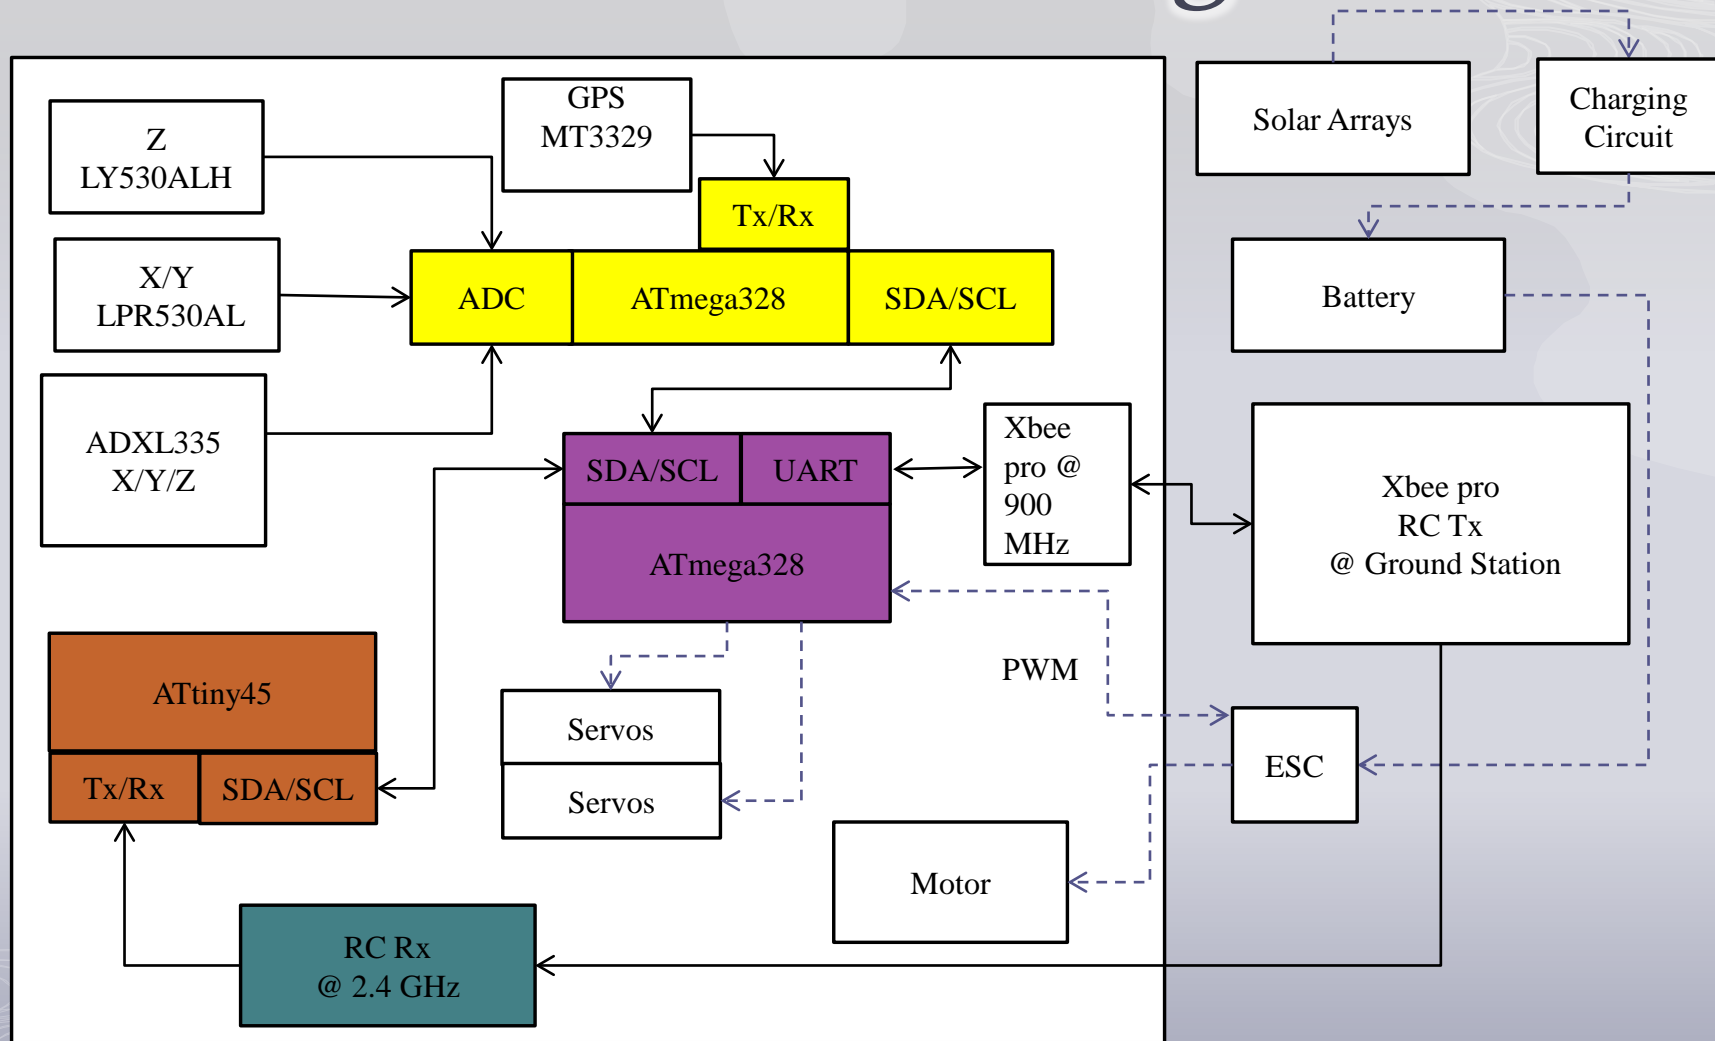 GPS
MT3329
Z
LY530ALH
Tx/Rx
Solar Arrays
Charging
Circuit
X/Y
LPR530AL
ADC
ATmega328
SDA/SCL
Battery
ADXL335
X/Y/Z
SDA/SCL
UART
ATmega328
Xbee
pro @
900
MHz
Xbee pro
RC Tx
@ Ground Station
PWM
ATtiny45
Tx/Rx
SDA/SCL
Servos
Servos
ESC
Motor
RC Rx
@ 2.4 GHz